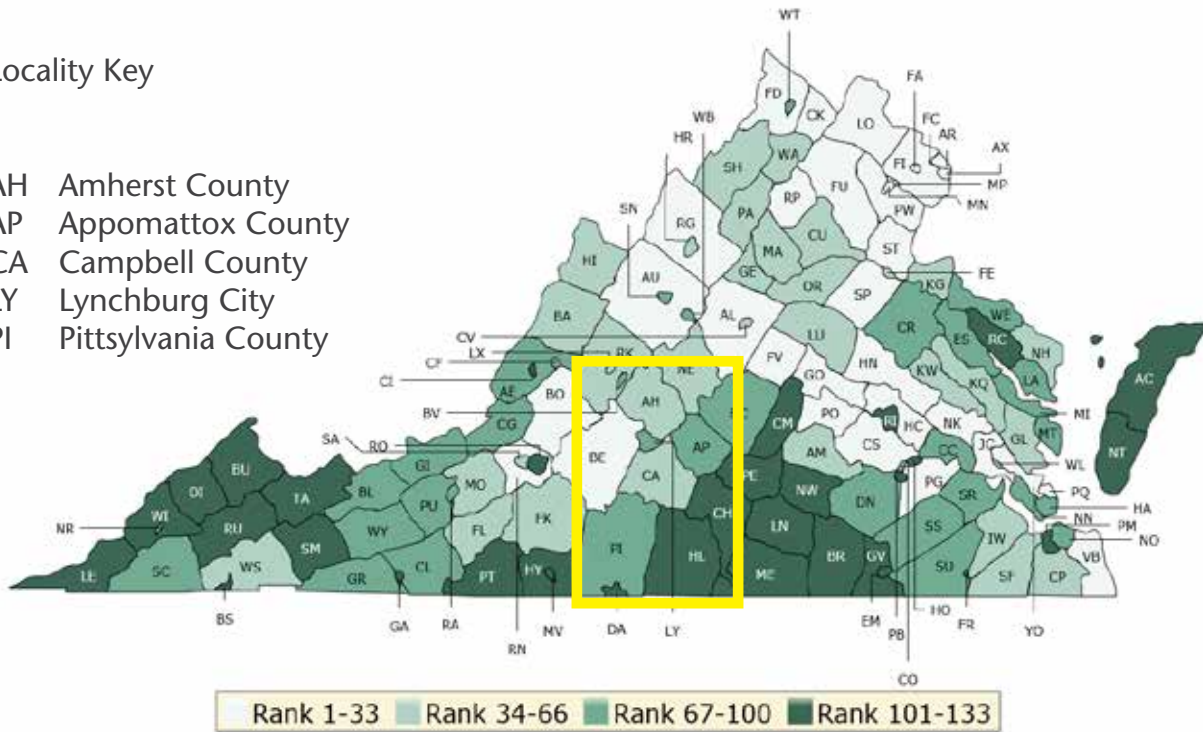 Locality Key
AH Amherst County
AP Appomattox County
CA Campbell County
LY Lynchburg City
PI Pittsylvania County
WT
FA
FD
CK
LO
FC
AR
AX
WB
HR
SH
WA
FI
MP
MN
FU
RP
PW
SN
RG
PA
CU
ST
HI
MA
GE
FE
AU
OR
SP
KG
BA
AL
CR
WE
CV
LU
ES
RC
NH
LX
RK
NE
HN
AC
CF
FV
KW
LA
CI
AE
BO
GO
KQ
BV
AH
PO
RI
HC
NK
MI
SA
RO
CG
CM
CS
GL
MT
BU
GI
BE
AP
AM
CC
JC
NT
DI
TA
MO
CA
PE
WL
BL
PU
NW
DN
PG
SR
PQ
HA
NR
WI
RU
WY
FL
FK
CH
LN
SS
NN
PM
NO
LE
SC
WS
SM
GR
CL
PT
HY
PI
HL
ME
BR
GV
SU
IW
SF
CP
VB
BS
GA
RA
RN
MV
DA
LY
EM
PB
HO
FR
YO
CO
Rank 1-33 Rank 34-66 Rank 67-100 Rank 101-133